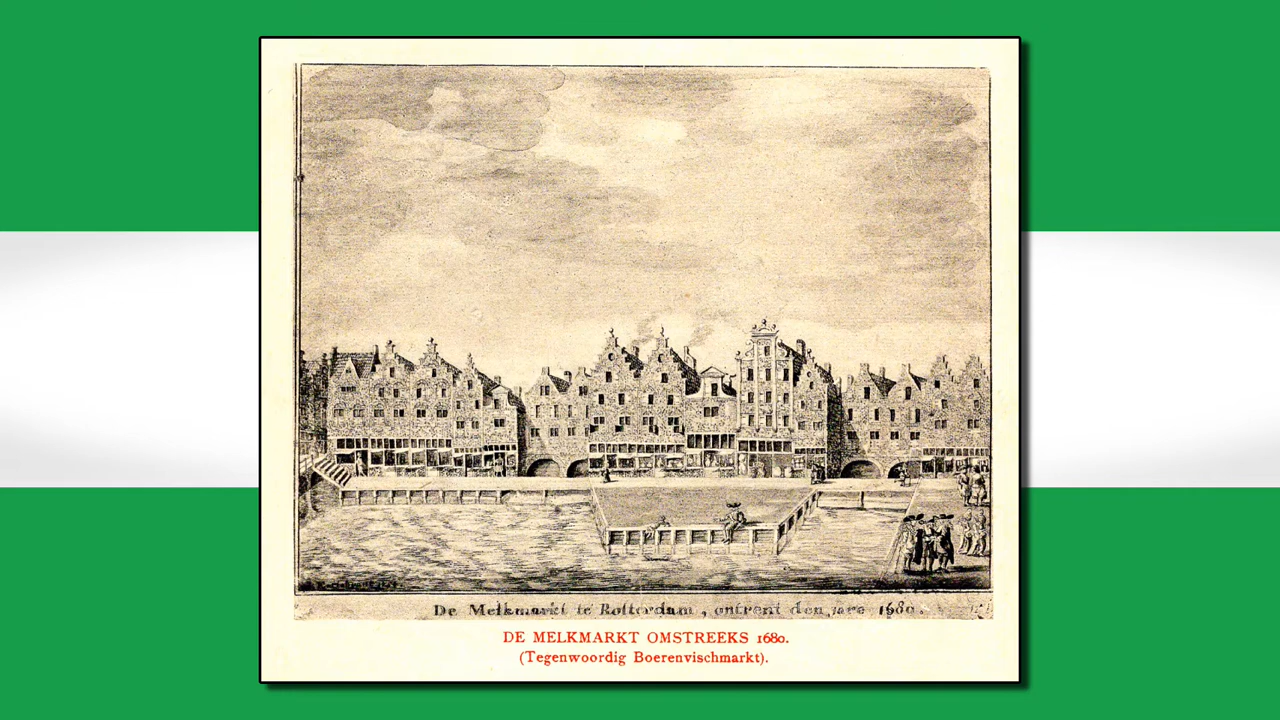 De Melkmarkt te Rotterdam, ontrent den jare 1680.
DE MELKMARKT OMSTREEKS 1680.
(Tegenwoordig Boerenvischmarkt).